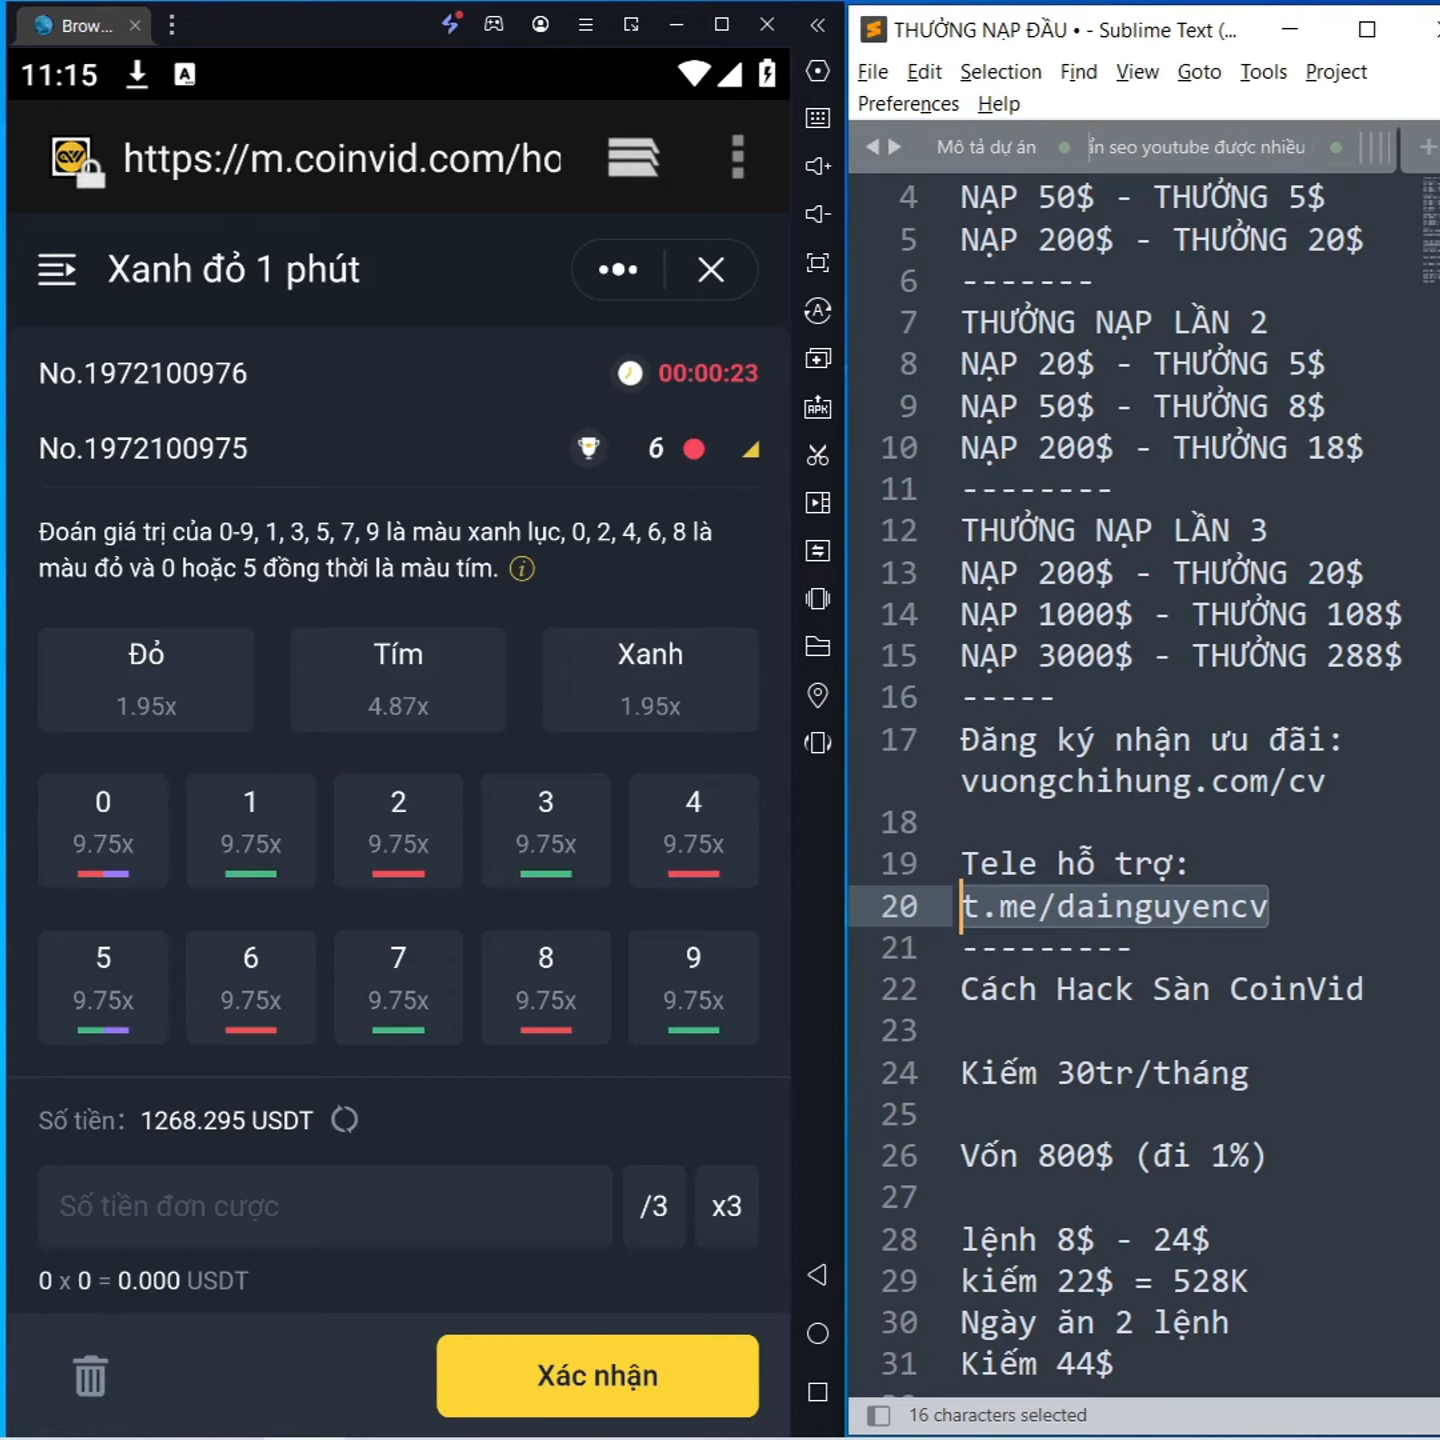 Brow...
11:15
A
https://m.coinvid.com/ho
Xanh đỏ 1 phút
No.1972100976
00:00:23
No.1972100975
6
Đoán giá trị của 0-9, 1, 3, 5, 7, 9 là màu xanh lục, 0, 2, 4, 6, 8 là
màu đỏ và 0 hoặc 5 đồng thời là màu tím.
Đỏ
Tím
Xanh
1.95x
4.87x
1.95x
0
1
2
3
4
9.75x
9.75x
9.75x
9.75x
9.75x
5
6
7
8
9
9.75x
9.75x
9.75x
9.75x
9.75x
Số tiền: 1268.295 USDT
Số tiền đơn cược
/3
x3
0 x 0 = 0.000 USDT
Xác nhận
A
APK
THƯỞNG NẠP ĐẦU • - Sublime Text (...
File Edit Selection Find View Goto Tools Project
Preferences Help
Mô tả dự án
ỉn seo youtube được nhiều
4 NẠP 50$ - THƯỞNG 5$
5 NẠP 200$ - THƯỞNG 20$
6 -------
7 THƯỞNG NẠP LẦN 2
8 NẠP 20$ - THƯỞNG 5$
9 NẠP 50$ - THƯỞNG 8$
10 NẠP 200$ - THƯỞNG 18$
11 --------
12 THƯỞNG NẠP LẦN 3
13 NẠP 200$ - THƯỞNG 20$
14 NẠP 1000$ - THƯỞNG 108$
15 NẠP 3000$ - THƯỞNG 288$
16 -----
17 Đăng ký nhận ưu đãi:
vuongchihung.com/cv
18
19 Tele hỗ trợ:
20 t.me/dainguyencv
21 ---------
22 Cách Hack Sàn CoinVid
23
24 Kiếm 30tr/tháng
25
26 Vốn 800$ (đi 1%)
27
28 lệnh 8$ - 24$
29 kiếm 22$ = 528K
30 Ngày ăn 2 lệnh
31 Kiếm 44$
16 characters selected